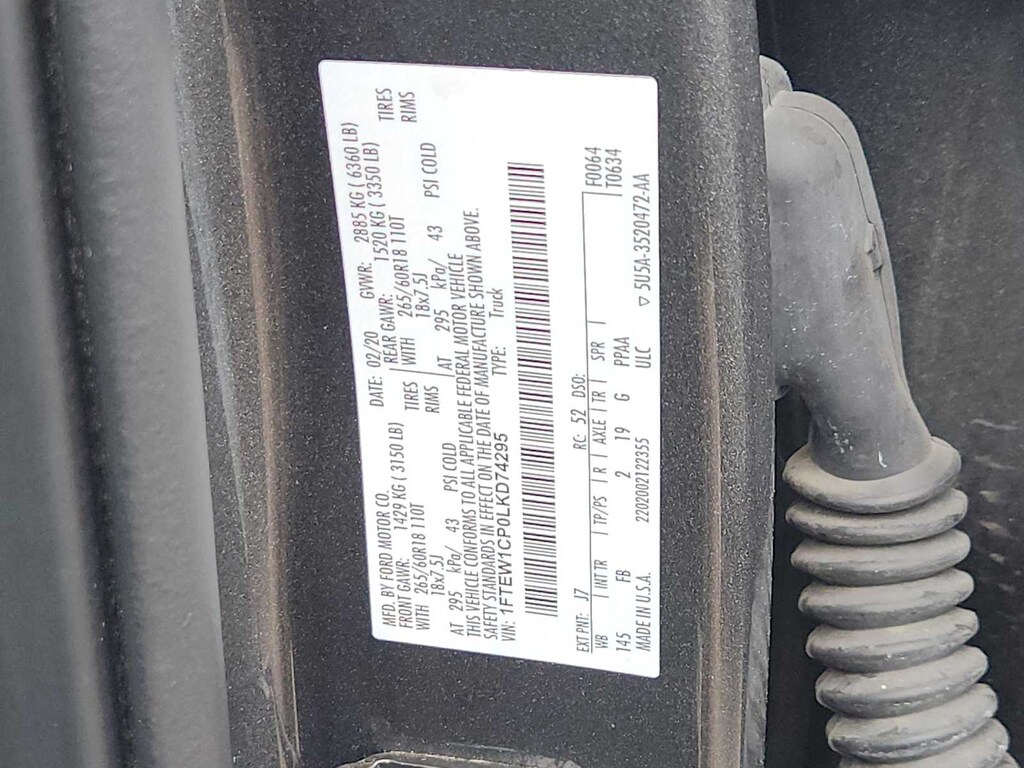 MFD. BY FORD MOTOR CO.
DATE: 02/20 GVWR: 2885 KG ( 6360 LB)
FRONT GAWR: 1429 KG ( 3150 LB) REAR GAWR: 1520 KG ( 3350 LB)
WITH 265/60R18 110T TIRES WITH 265/60R18 110T TIRES
18x7.5J RIMS 18x7.5J RIMS
AT 295 kPa/ 43 PSI COLD AT 295 kPa/ 43 PSI COLD
THIS VEHICLE CONFORMS TO ALL APPLICABLE FEDERAL MOTOR VEHICLE
SAFETY STANDARDS IN EFFECT ON THE DATE OF MANUFACTURE SHOWN ABOVE.
VIN: 1FTEW1CP0LKD74295 TYPE: Truck
EXT PNT: J7 RC: 52 DSO: F0064
WB INT TR TP/PS R AXLE TR SPR T0634
145 FB 2 19 G PPAA
MADE IN U.S.A. 2202002122355 ULC ▽ 5U5A-3520472-AA